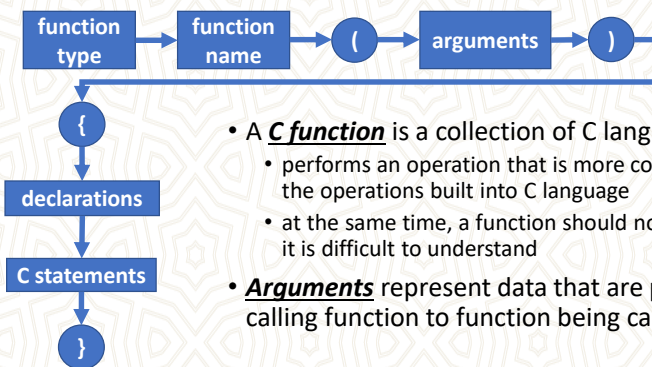 function type
function name
(
arguments
)
{
declarations
C statements
}
• A C function is a collection of C lang
• performs an operation that is more co
the operations built into C language
• at the same time, a function should no
it is difficult to understand
• Arguments represent data that are p
calling function to function being ca